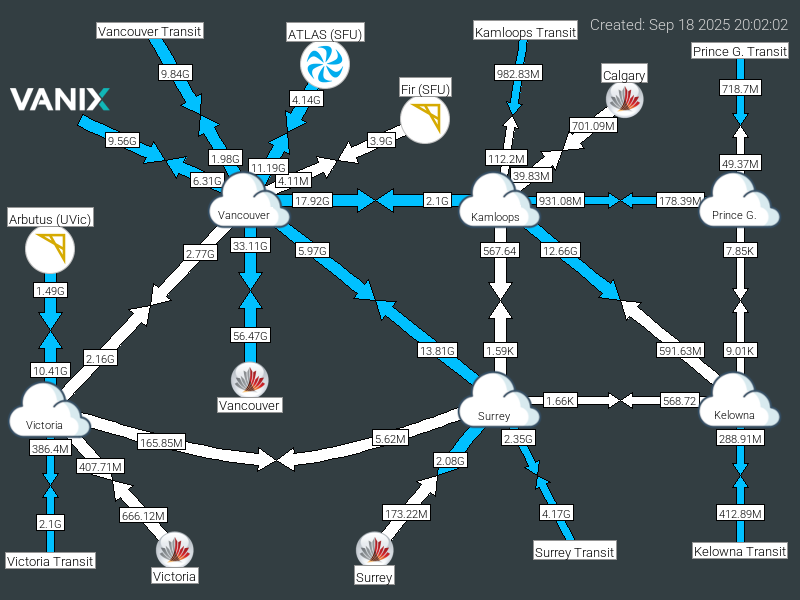 Created: Sep 18 2025 20:02:02
Vancouver Transit
ATLAS (SFU)
Kamloops Transit
Prince G. Transit
9.84G
982.83M
Calgary
Fir (SFU)
718.7M
VANIX
4.14G
701.09M
9.56G
3.9G
1.98G
112.2M
49.37M
11.19G
6.31G
4.11M
39.83M
17.92G
2.1G
931.08M
178.39M
Vancouver
Kamloops
Prince G.
Arbutus (UVic)
33.11G
2.77G
5.97G
567.64
12.66G
7.85K
1.49G
56.47G
2.16G
13.81G
1.59K
591.63M
9.01K
10.41G
Vancouver
1.66K
568.72
Victoria
Surrey
Kelowna
386.4M
165.85M
5.62M
2.35G
288.91M
407.71M
2.08G
2.1G
666.12M
173.22M
4.17G
412.89M
Victoria Transit
Victoria
Surrey
Surrey Transit
Kelowna Transit